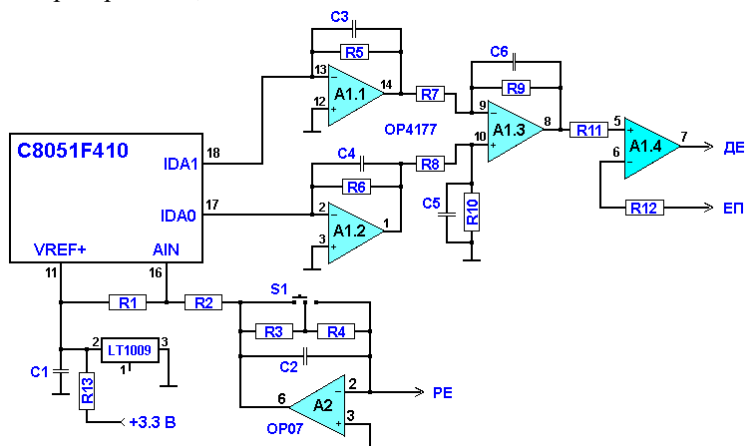 C3
R5
13
14
A1.1
12
R7
OP4177
C6
R9
9
8
A1.3
10
R11
5
7
A1.4
6
ДЕ
R12
ЕП
C8051F410
18
IDA1
C4
R6
R8
17
IDA0
2
1
A1.2
3
C5
R10
VREF+
AIN
11
16
R1
R2
S1
R3
R4
C2
2
LT1009
3
1
C1
R13
+3.3 В
6
2
A2
3
OP07
РЕ